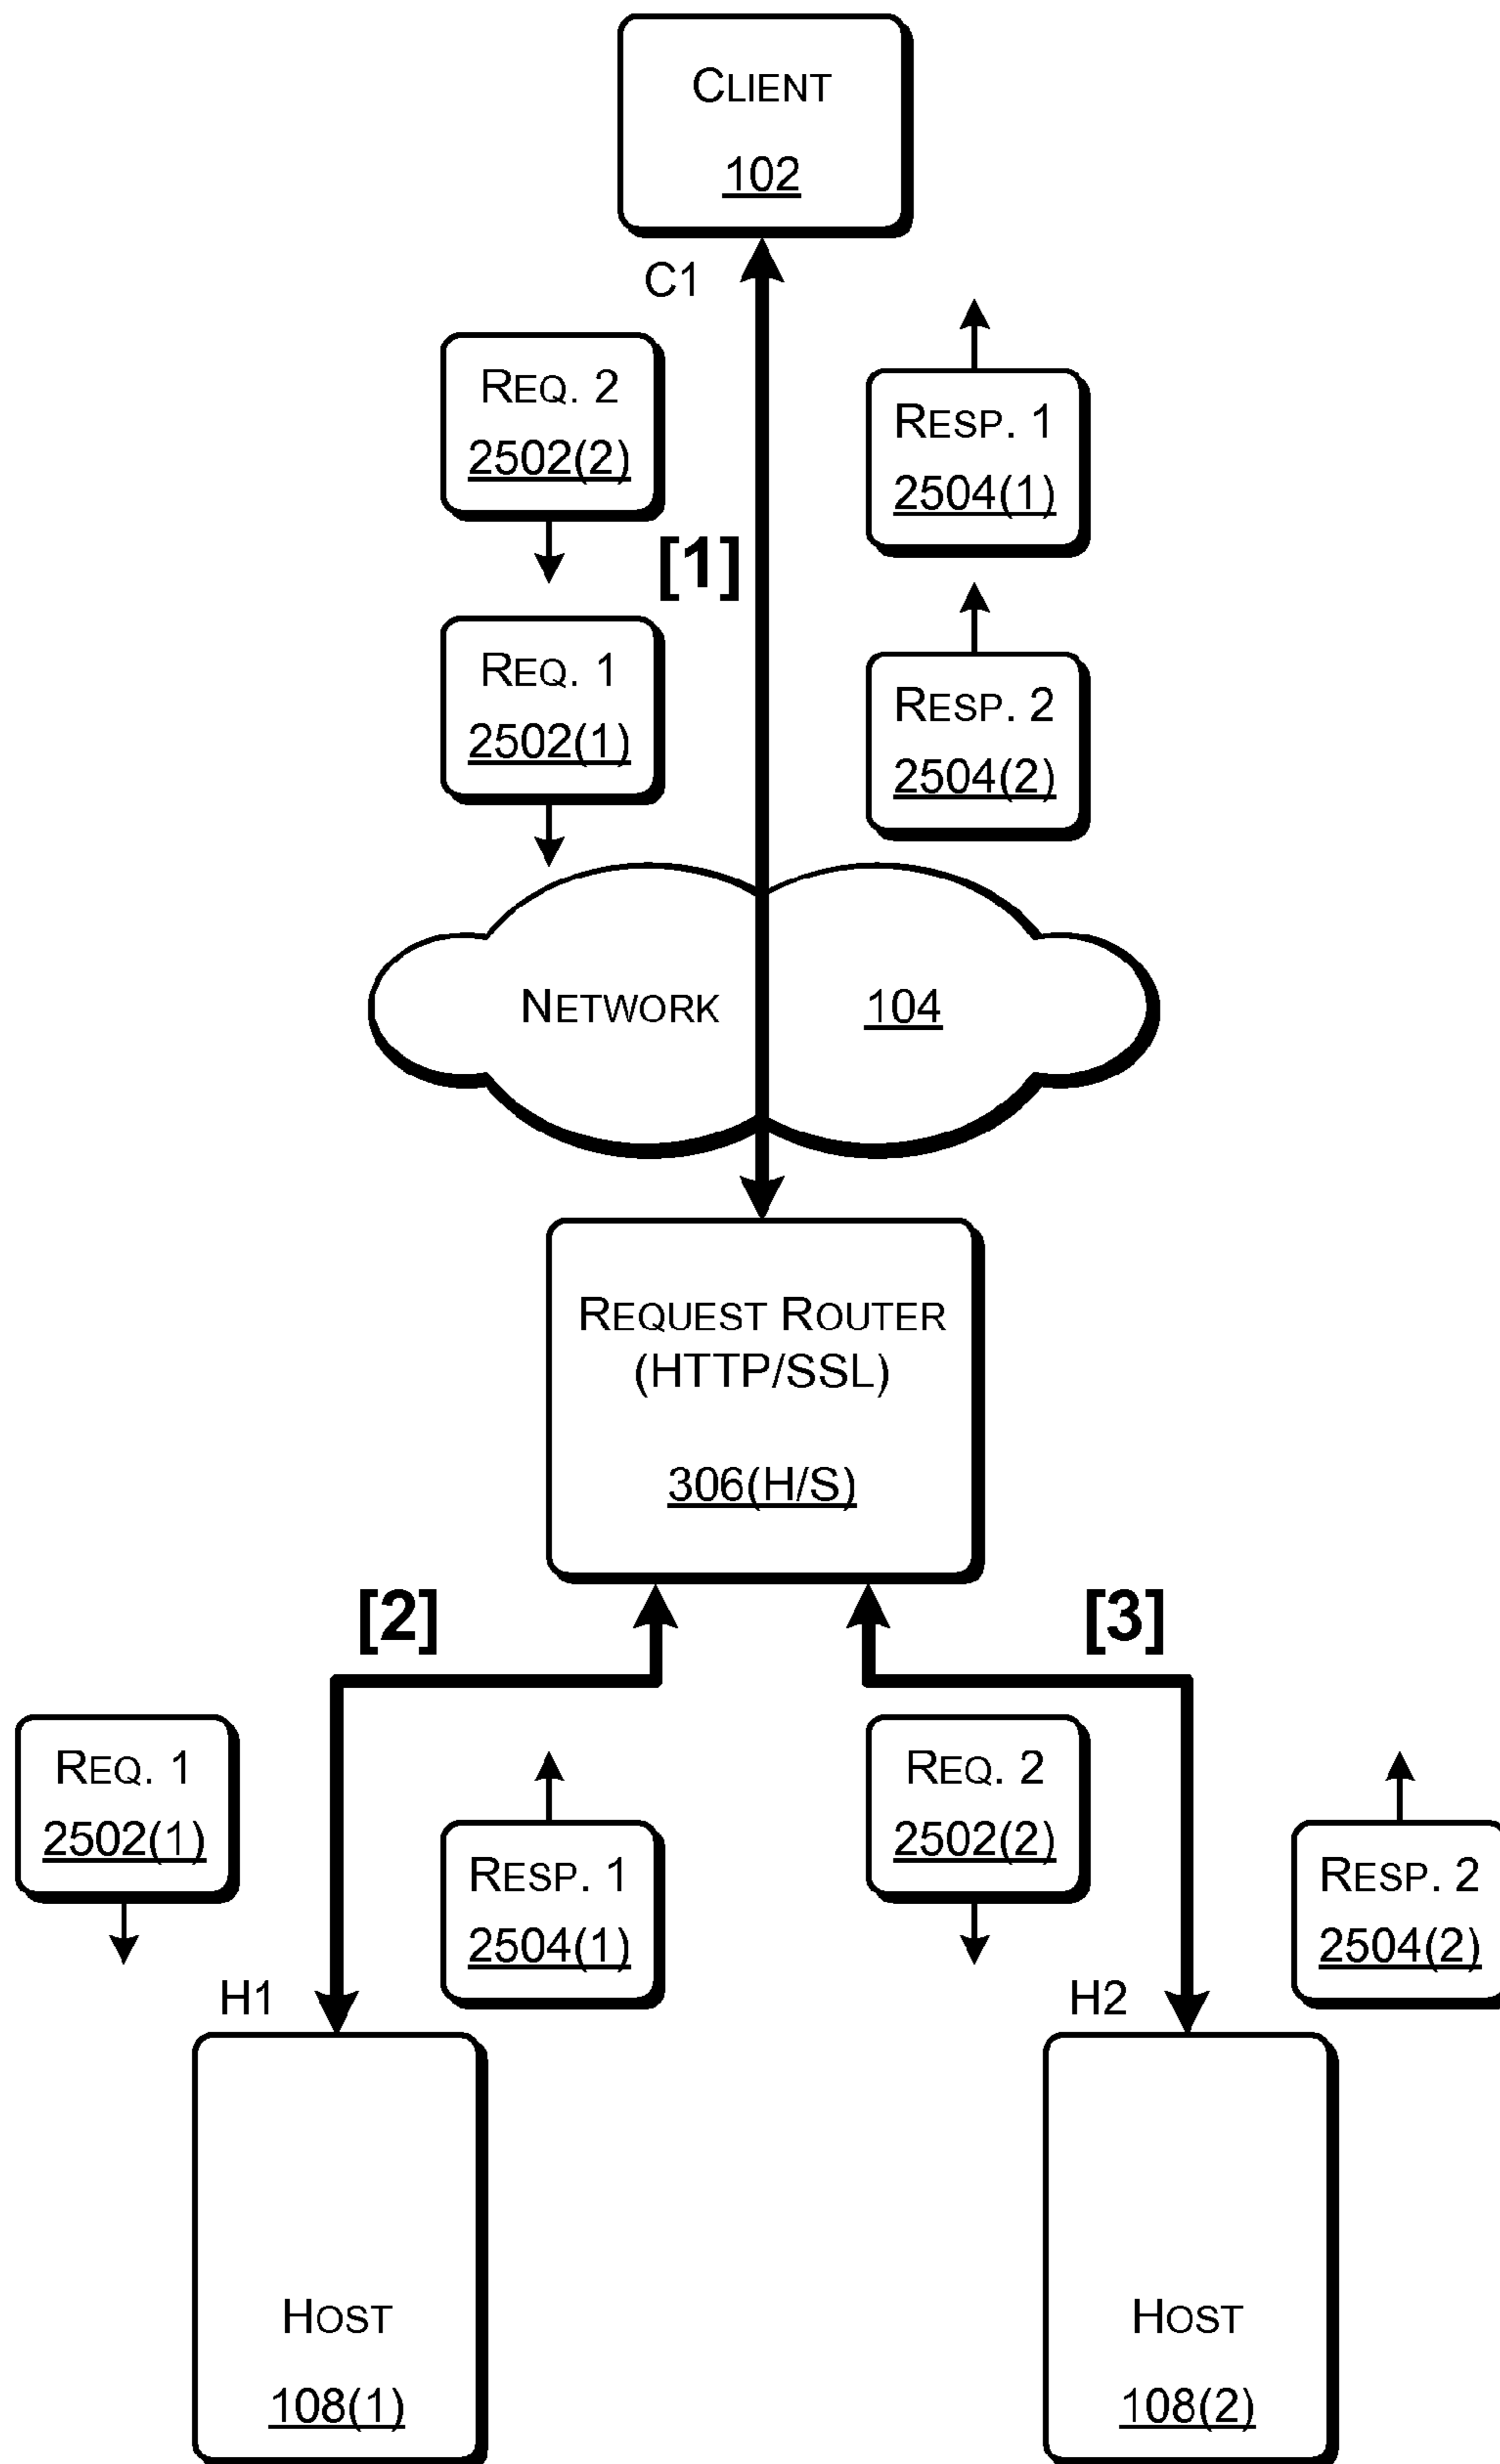 CLIENT
102
C1
REQ. 2
2502(2)
RESP. 1
2504(1)
[1]
REQ. 1
2502(1)
RESP. 2
2504(2)
NETWORK
104
REQUEST ROUTER
(HTTP/SSL)
306(H/S)
[2]
[3]
REQ. 1
2502(1)
RESP. 1
2504(1)
REQ. 2
2502(2)
RESP. 2
2504(2)
H1
H2
HOST
108(1)
HOST
108(2)